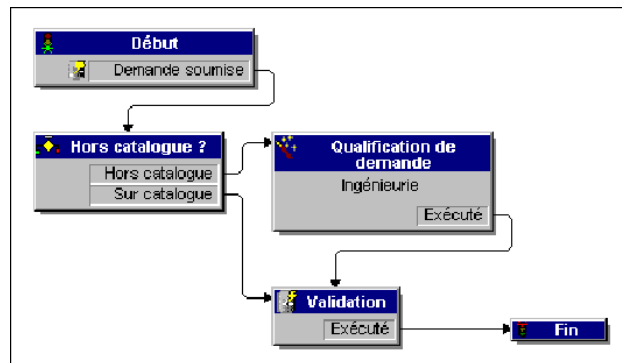 Début
Demande soumise
Hors catalogue ?
Hors catalogue
Sur catalogue
Qualification de
demande
Ingénieurie
Exécuté
Validation
Exécuté
Fin